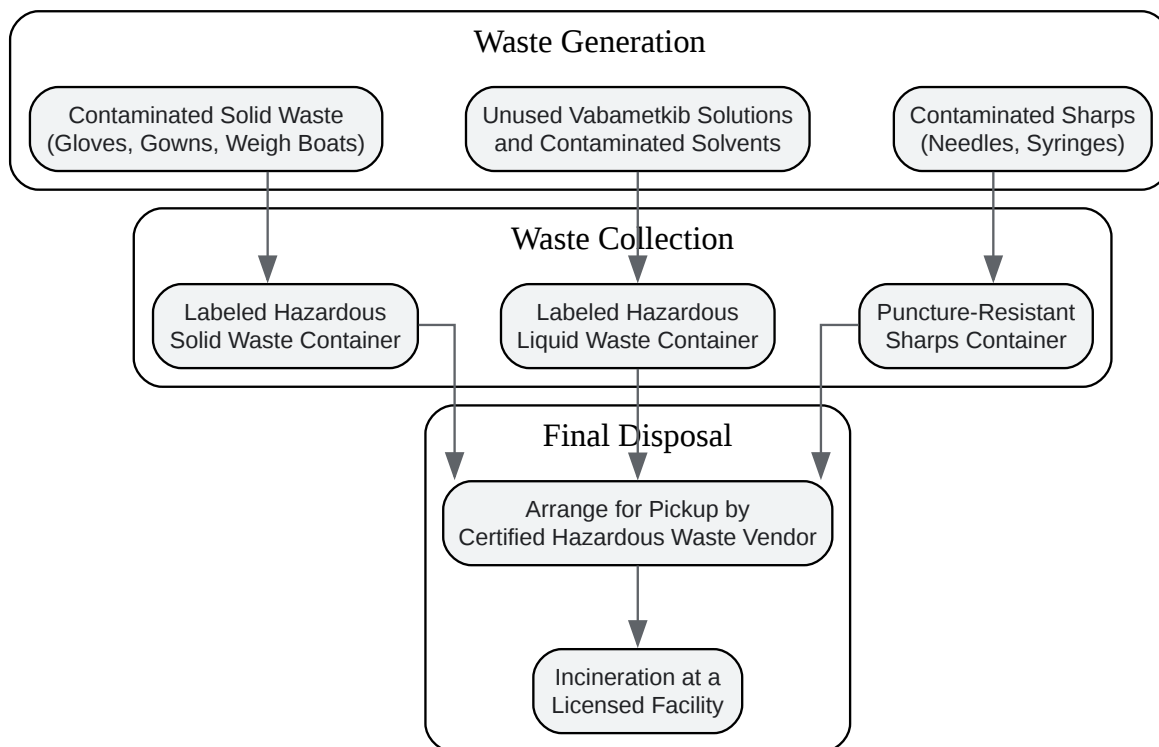 Waste Generation
Contaminated Solid Waste
(Gloves, Gowns, Weigh Boats)
Unused Vabametkib Solutions
and Contaminated Solvents
Contaminated Sharps
(Needles, Syringes)
Waste Collection
Labeled Hazardous
Solid Waste Container
Labeled Hazardous
Liquid Waste Container
Puncture-Resistant
Sharps Container
Final Disposal
Arrange for Pickup by
Certified Hazardous Waste Vendor
Incineration at a
Licensed Facility